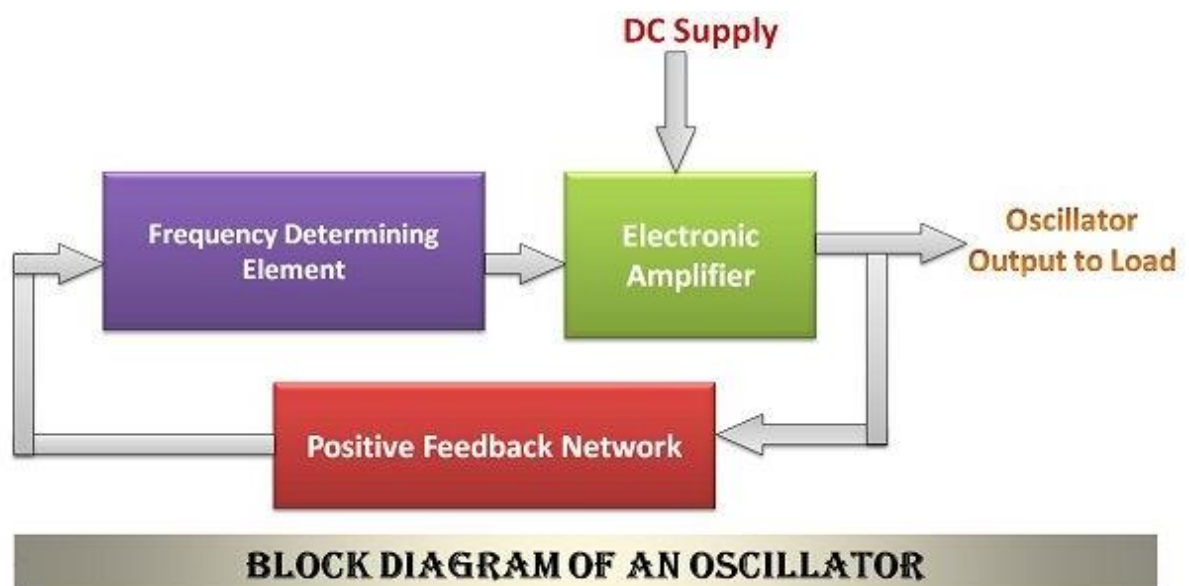 DC Supply
Frequency Determining
Element
Electronic
Amplifier
Oscillator
Output to Load
Positive Feedback Network
BLOCK DIAGRAM OF AN OSCILLATOR